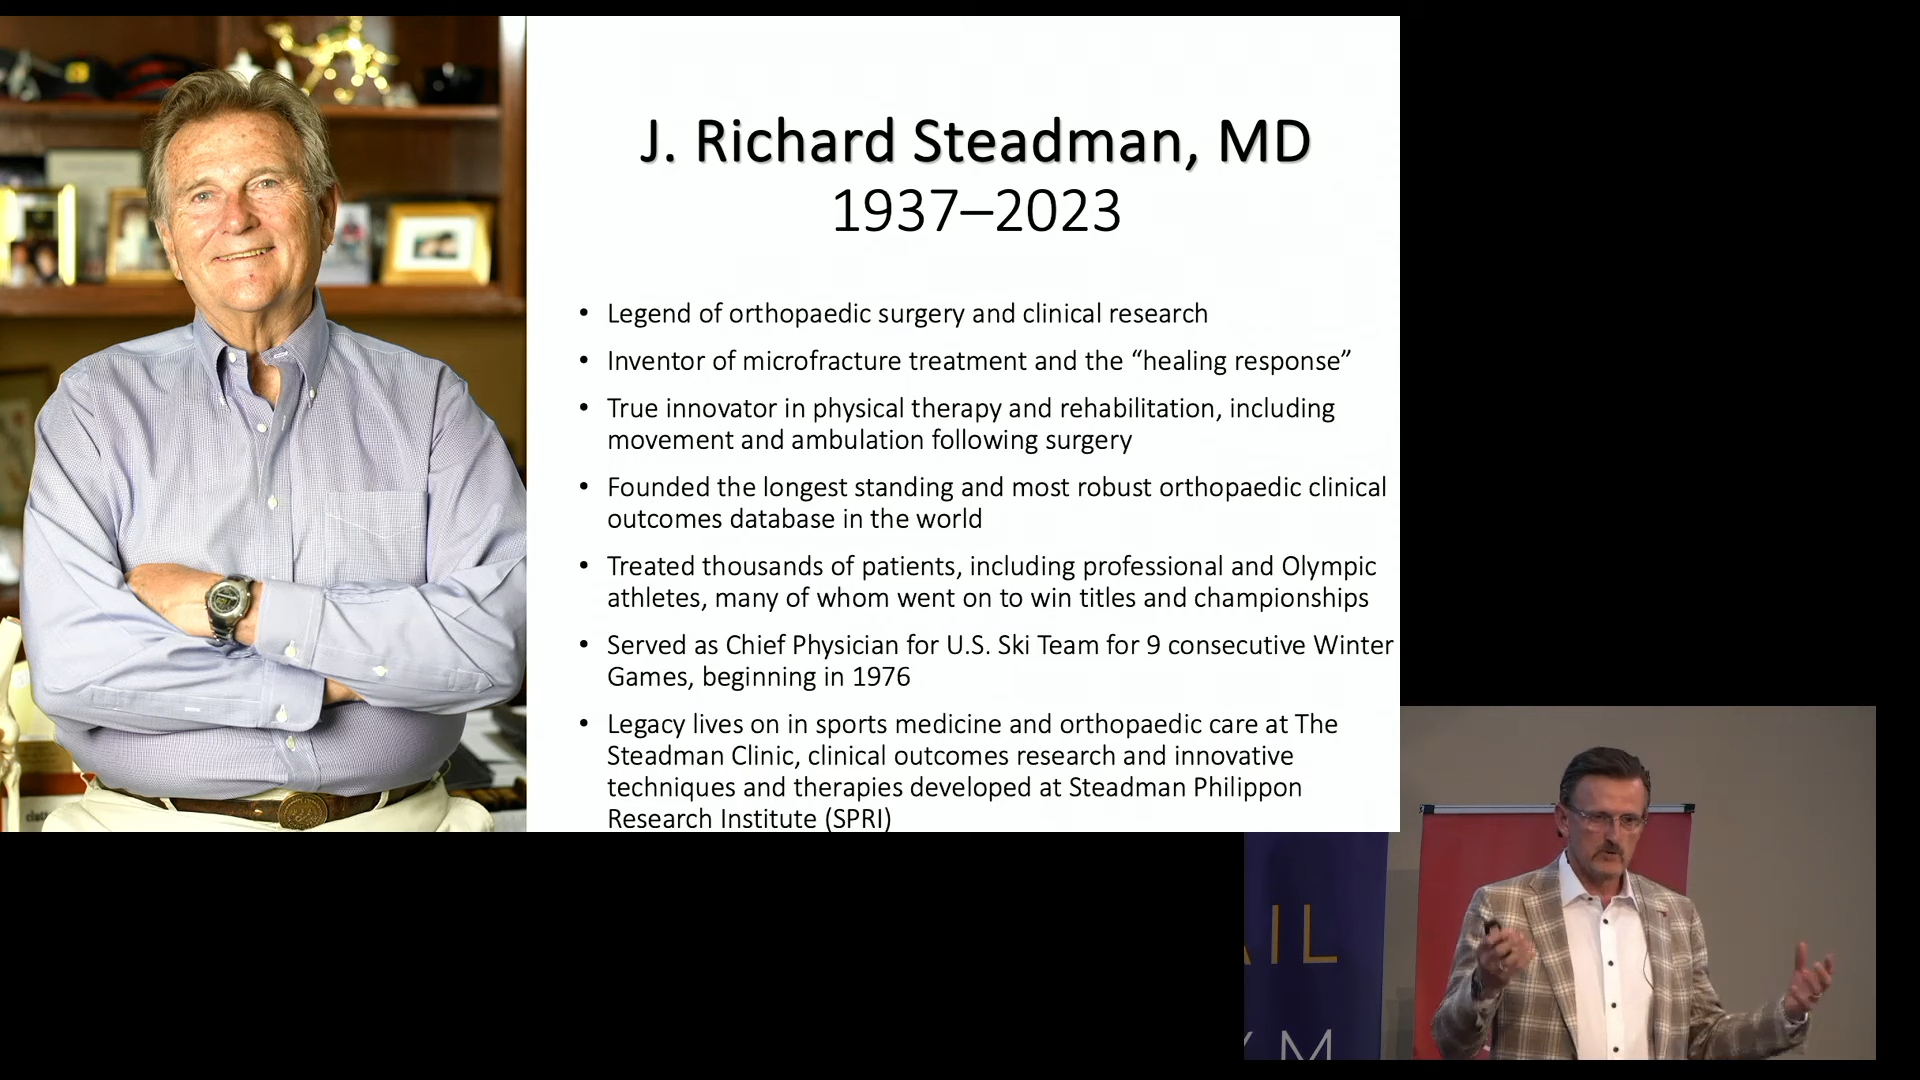 J. Richard Steadman, MD
1937–2023
• Legend of orthopaedic surgery and clinical research
• Inventor of microfracture treatment and the “healing response”
• True innovator in physical therapy and rehabilitation, including
movement and ambulation following surgery
• Founded the longest standing and most robust orthopaedic clinical
outcomes database in the world
• Treated thousands of patients, including professional and Olympic
athletes, many of whom went on to win titles and championships
• Served as Chief Physician for U.S. Ski Team for 9 consecutive Winter
Games, beginning in 1976
• Legacy lives on in sports medicine and orthopaedic care at The
Steadman Clinic, clinical outcomes research and innovative
techniques and therapies developed at Steadman Philippon
Research Institute (SPRI)